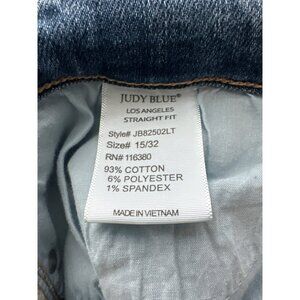 JUDY BLUE®
LOS ANGELES
STRAIGHT FIT
Style# JB82502LT
Size# 15/32
RN# 116380
93% COTTON
6% POLYESTER
1% SPANDEX
MADE IN VIETNAM